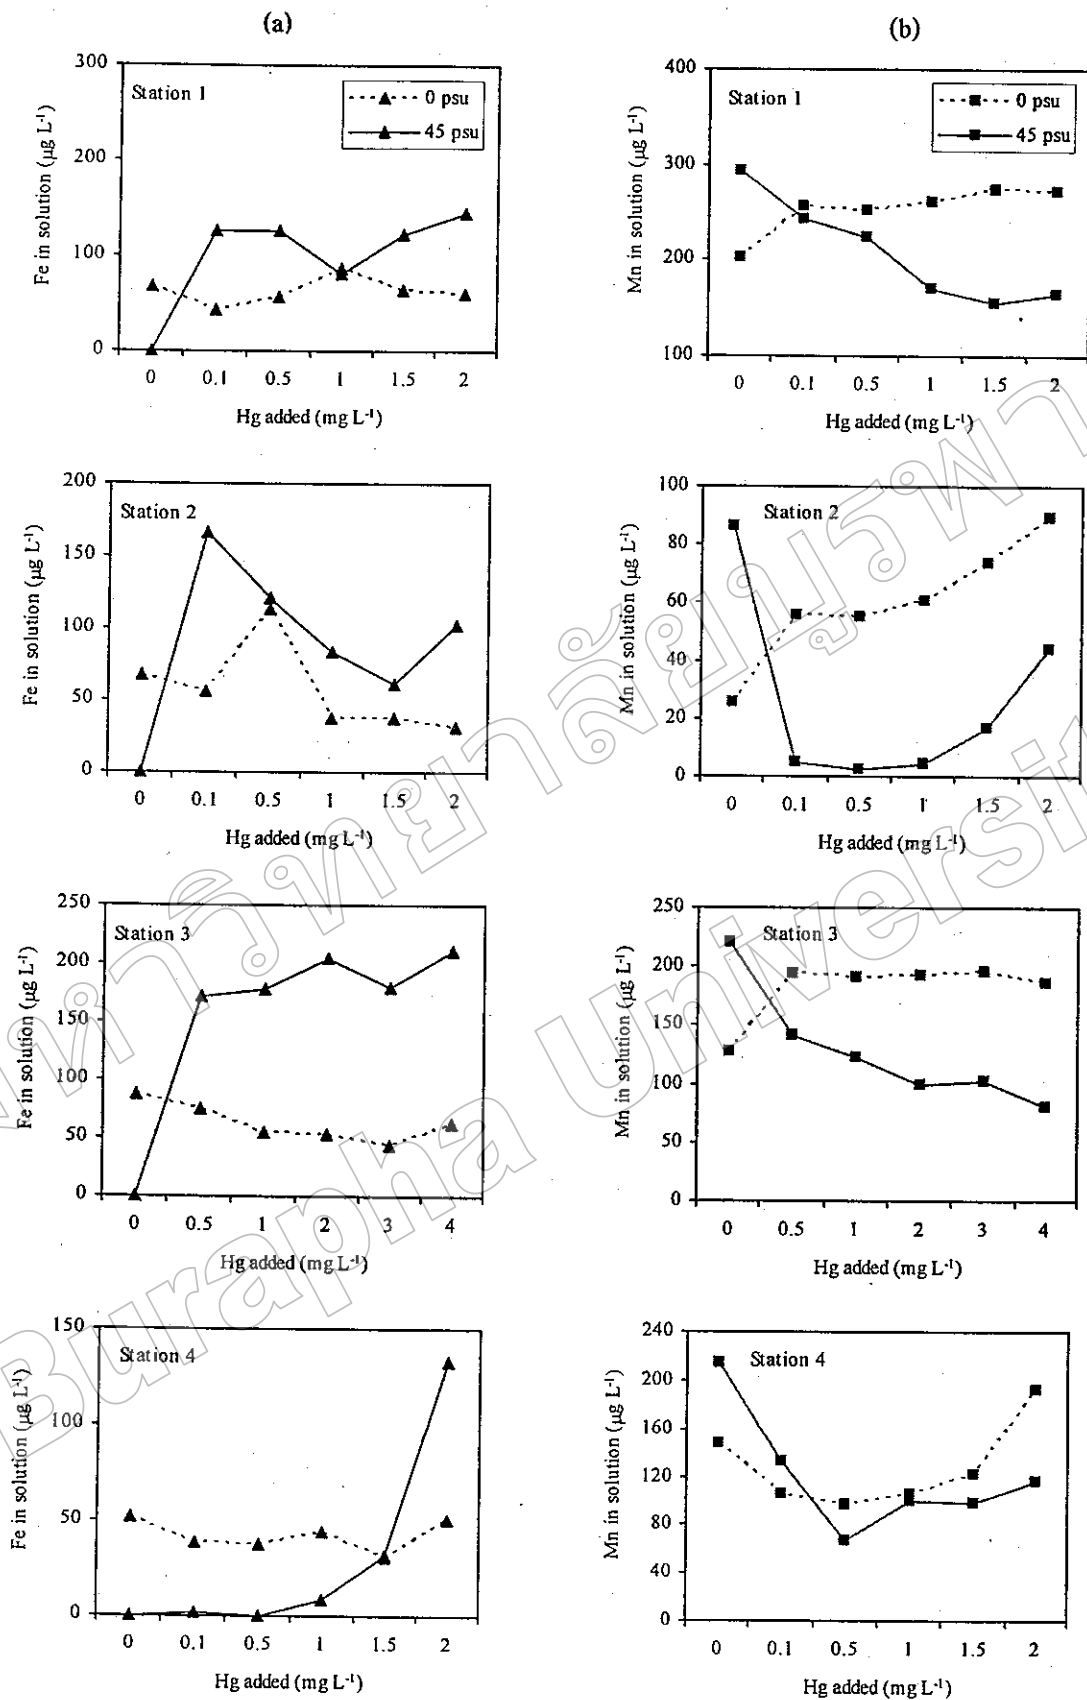 (a)
(b)
300
200
100
0
Fe in solution (µg L⁻¹)
Station 1
0 psu
45 psu
0 0.1 0.5 1 1.5 2
Hg added (mg L⁻¹)
400
300
200
100
Mn in solution (µg L⁻¹)
Station 1
0 psu
45 psu
0 0.1 0.5 1 1.5 2
Hg added (mg L⁻¹)
200
150
100
50
0
Fe in solution (µg L⁻¹)
Station 2
0 0.1 0.5 1 1.5 2
Hg added (mg L⁻¹)
100
80
60
40
20
0
Mn in solution (µg L⁻¹)
Station 2
0 0.1 0.5 1 1.5 2
Hg added (mg L⁻¹)
250
200
150
100
50
0
Fe in solution (µg L⁻¹)
Station 3
0 0.5 1 2 3 4
Hg added (mg L⁻¹)
250
200
150
100
50
0
Mn in solution (µg L⁻¹)
Station 3
0 0.5 1 2 3 4
Hg added (mg L⁻¹)
150
100
50
0
Fe in solution (µg L⁻¹)
Station 4
0 0.1 0.5 1 1.5 2
Hg added (mg L⁻¹)
240
200
160
120
80
40
0
Mn in solution (µg L⁻¹)
Station 4
0 0.1 0.5 1 1.5 2
Hg added (mg L⁻¹)
Burapha